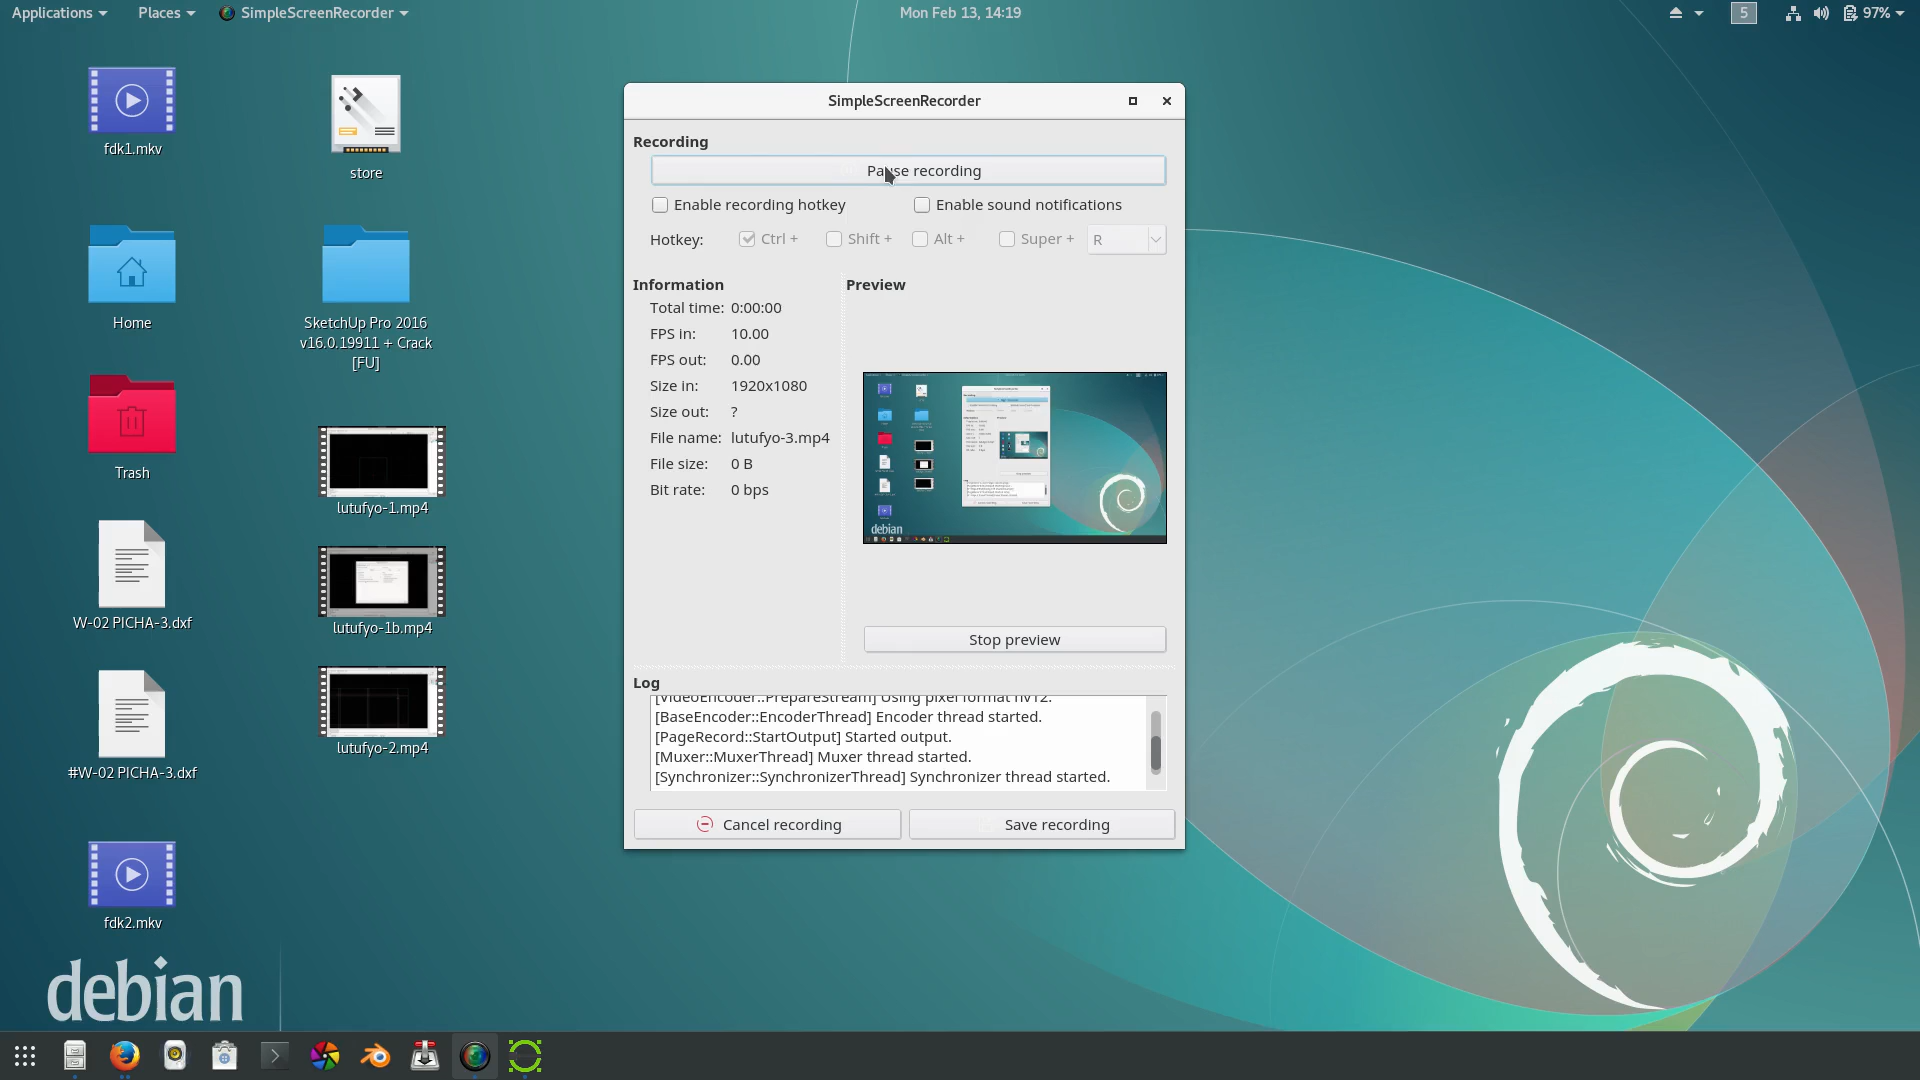 Applications
Places
SimpleScreenRecorder
Mon Feb 13, 14:19
5
97%
fdk1.mkv
store
Home
SketchUp Pro 2016
v16.0.19911 + Crack
[FU]
Trash
lutufyo-1.mp4
W-02 PICHA-3.dxf
lutufyo-1b.mp4
#W-02 PICHA-3.dxf
lutufyo-2.mp4
fdk2.mkv
debian
SimpleScreenRecorder
Recording
Pause recording
Enable recording hotkey
Enable sound notifications
Hotkey: Ctrl + Shift + Alt + Super + R
Information
Total time: 0:00:00
FPS in: 10.00
FPS out: 0.00
Size in: 1920x1080
Size out: ?
File name: lutufyo-3.mp4
File size: 0 B
Bit rate: 0 bps
Preview
debian
Stop preview
Log
[VideoEncoder::PrepareStream] Using pixel format nv12.
[BaseEncoder::EncoderThread] Encoder thread started.
[PageRecord::StartOutput] Started output.
[Muxer::MuxerThread] Muxer thread started.
[Synchronizer::SynchronizerThread] Synchronizer thread started.
Cancel recording
Save recording